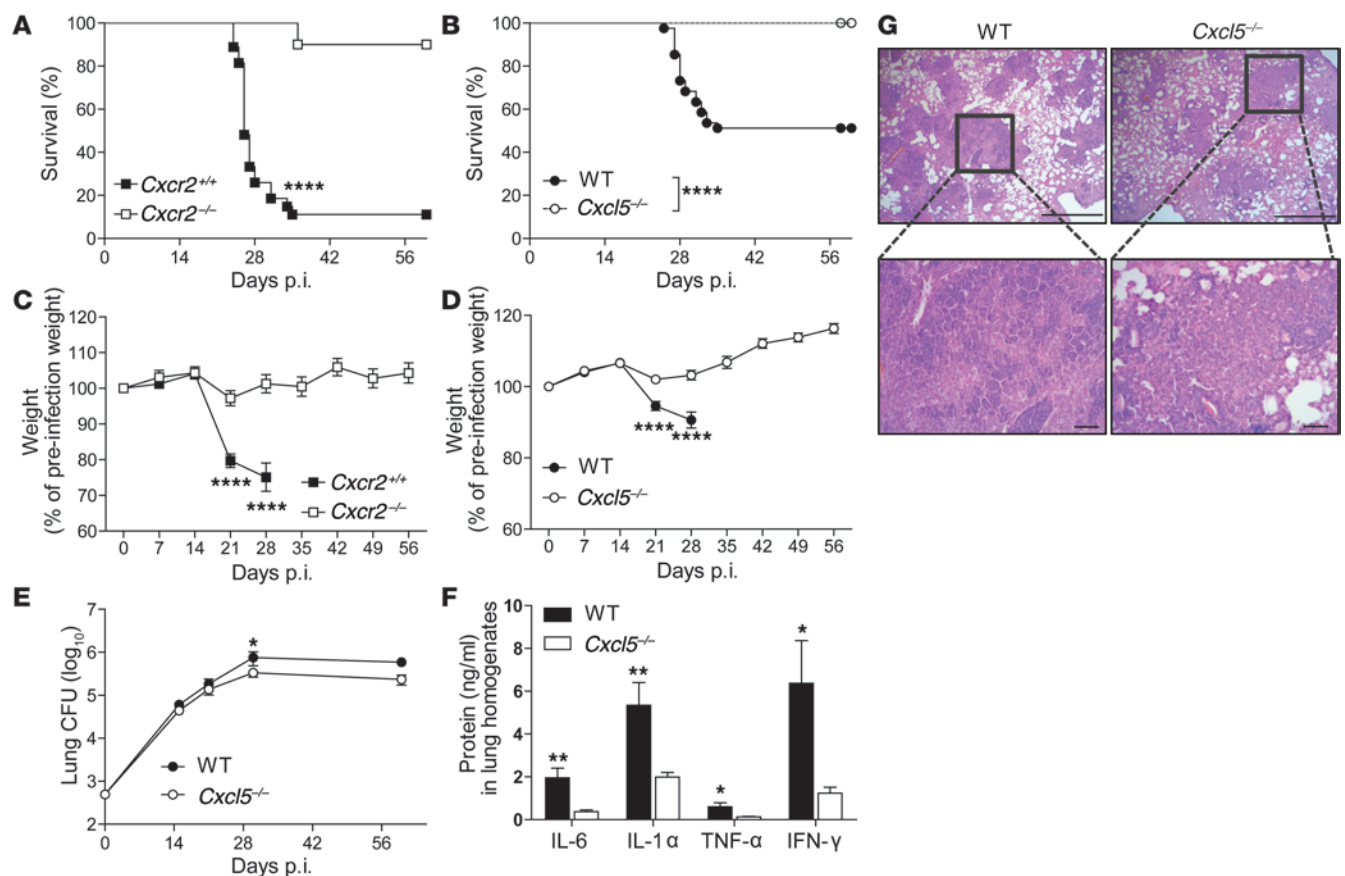 A
100
80
60
40
20
0
Survival (%)
Cxcr2+/+
Cxcr2−/−
****
0 14 28 42 56
Days p.i.
B
100
80
60
40
20
0
Survival (%)
WT
Cxcl5−/−
****
0 14 28 42 56
Days p.i.
G
WT
Cxcl5−/−
C
120
110
100
90
80
70
60
Weight
(% of pre-infection weight)
****
****
Cxcr2+/+
Cxcr2−/−
0 7 14 21 28 35 42 49 56
Days p.i.
D
120
100
80
60
Weight
(% of pre-infection weight)
**** ****
WT
Cxcl5−/−
0 7 14 21 28 35 42 49 56
Days p.i.
E
7
6
5
4
3
2
Lung CFU (log10)
*
WT
Cxcl5−/−
0 14 28 42 56
Days p.i.
F
10
8
6
4
2
0
Protein (ng/ml)
in lung homogenates
WT
Cxcl5−/−
**
**
*
*
IL-6 IL-1α TNF-α IFN-γ